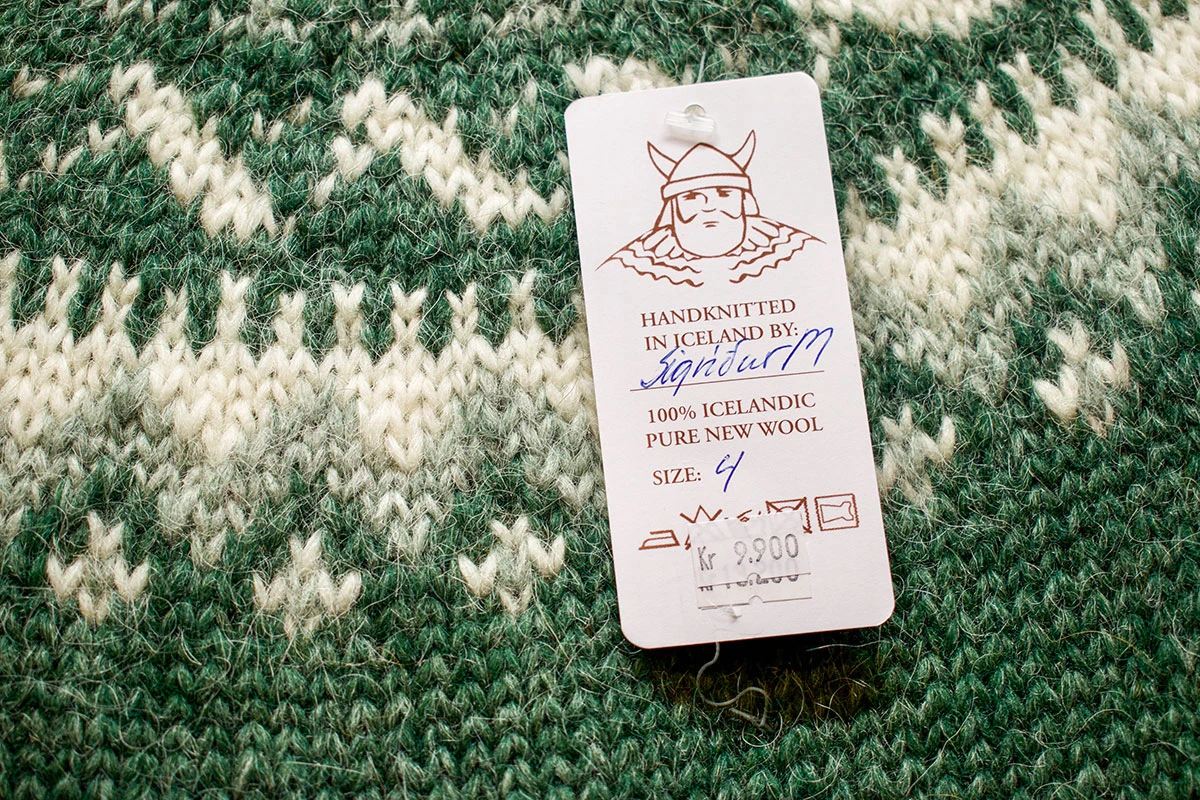 HANDKNITTED
IN ICELAND BY:
Sigríður M
100% ICELANDIC
PURE NEW WOOL
SIZE: 4
Kr 9.900